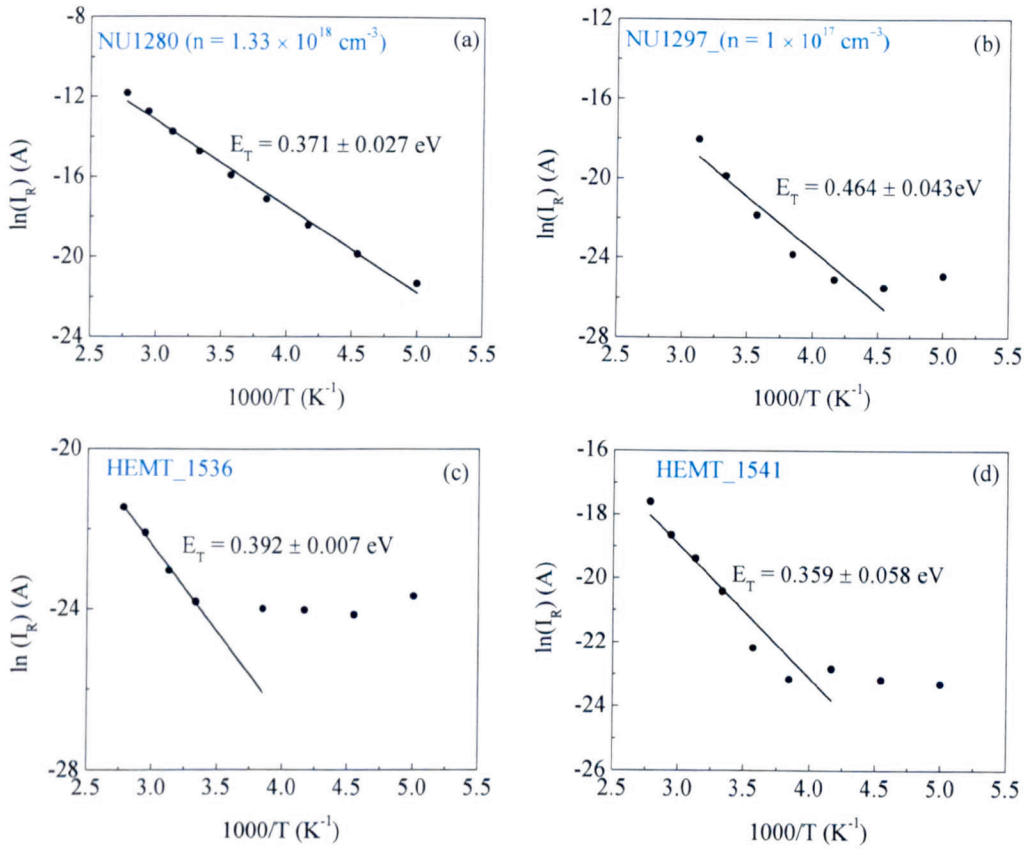 -8
NU1280 (n = 1.33 × 10¹⁸ cm⁻³)
(a)
-12
E_T = 0.371 ± 0.027 eV
-16
-20
-24
ln(I_R) (A)
2.5 3.0 3.5 4.0 4.5 5.0 5.5
1000/T (K⁻¹)
-12
NU1297_(n = 1 × 10¹⁷ cm⁻³)
(b)
-16
-20
E_T = 0.464 ± 0.043eV
-24
-28
ln(I_R) (A)
2.5 3.0 3.5 4.0 4.5 5.0 5.5
1000/T (K⁻¹)
-20
HEMT_1536
(c)
E_T = 0.392 ± 0.007 eV
-24
-28
ln (I_R) (A)
2.5 3.0 3.5 4.0 4.5 5.0 5.5
1000/T (K⁻¹)
-16
HEMT_1541
(d)
-18
-20
E_T = 0.359 ± 0.058 eV
-22
-24
-26
ln(I_R) (A)
2.5 3.0 3.5 4.0 4.5 5.0 5.5
1000/T (K⁻¹)